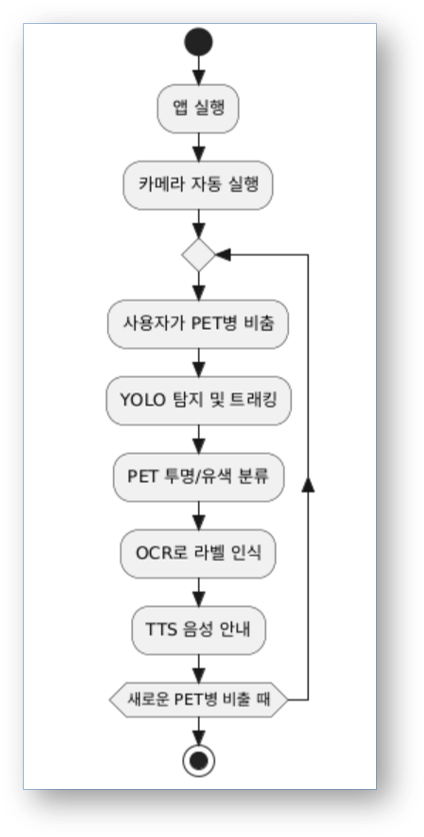 앱 실행
카메라 자동 실행
사용자가 PET병 비춤
YOLO 탐지 및 트래킹
PET 투명/유색 분류
OCR로 라벨 인식
TTS 음성 안내
새로운 PET병 비출 때